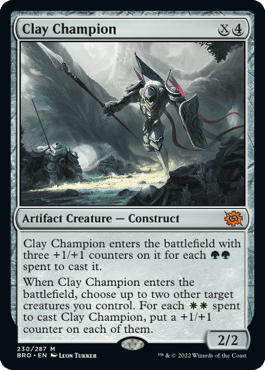 Clay Champion X4
Artifact Creature — Construct
Clay Champion enters the battlefield with
three +1/+1 counters on it for each GG
spent to cast it.
When Clay Champion enters the
battlefield, choose up to two other target
creatures you control. For each WW spent
to cast Clay Champion, put a +1/+1
counter on each of them.
2/2
230/287 M
BRO • EN LEON TUKKER ™ & © 2022 Wizards of the Coast